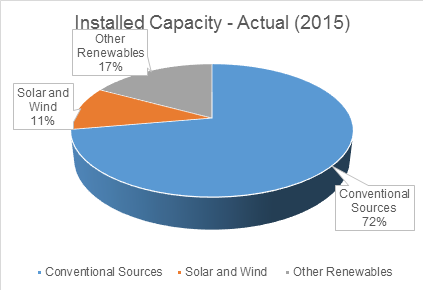 Installed Capacity - Actual (2015)
Other
Renewables
17%
Solar and
Wind
11%
Conventional
Sources
72%
Conventional Sources Solar and Wind Other Renewables